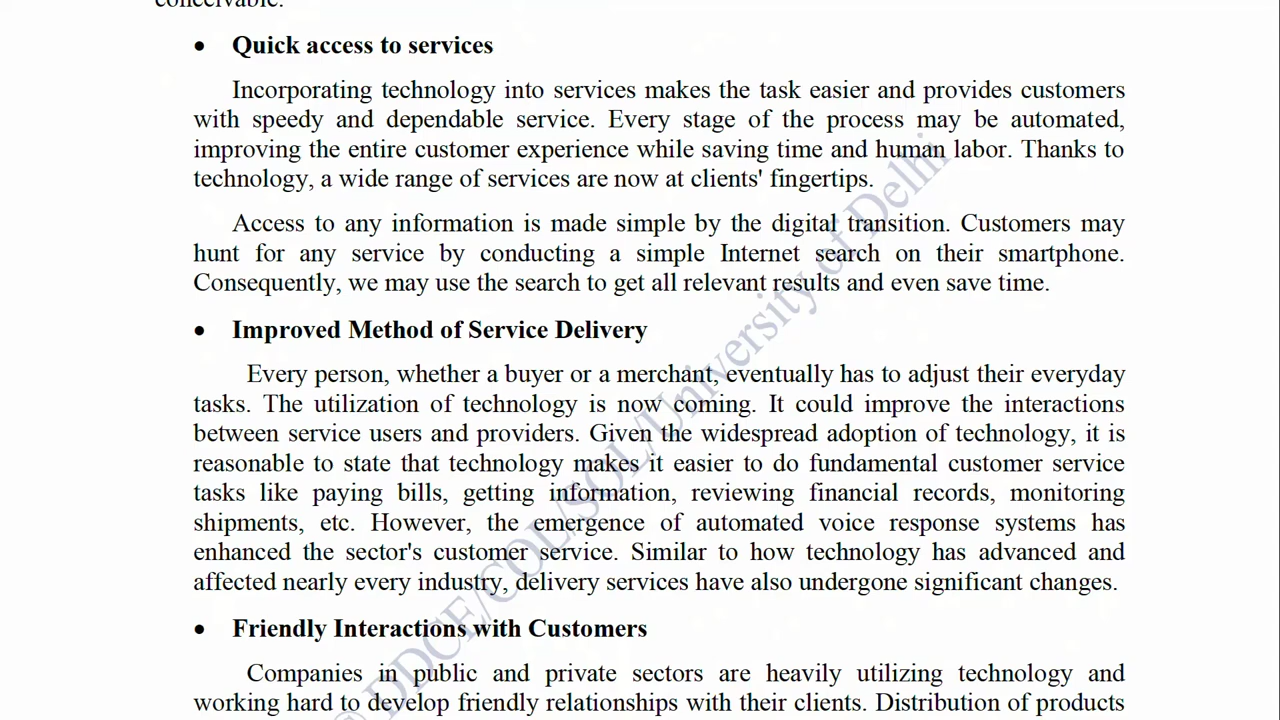 conceivable.
• Quick access to services
Incorporating technology into services makes the task easier and provides customers
with speedy and dependable service. Every stage of the process may be automated,
improving the entire customer experience while saving time and human labor. Thanks to
technology, a wide range of services are now at clients' fingertips.
Access to any information is made simple by the digital transition. Customers may
hunt for any service by conducting a simple Internet search on their smartphone.
Consequently, we may use the search to get all relevant results and even save time.
• Improved Method of Service Delivery
Every person, whether a buyer or a merchant, eventually has to adjust their everyday
tasks. The utilization of technology is now coming. It could improve the interactions
between service users and providers. Given the widespread adoption of technology, it is
reasonable to state that technology makes it easier to do fundamental customer service
tasks like paying bills, getting information, reviewing financial records, monitoring
shipments, etc. However, the emergence of automated voice response systems has
enhanced the sector's customer service. Similar to how technology has advanced and
affected nearly every industry, delivery services have also undergone significant changes.
• Friendly Interactions with Customers
Companies in public and private sectors are heavily utilizing technology and
working hard to develop friendly relationships with their clients. Distribution of products
© DDCE/COL/SOL/University of Delhi